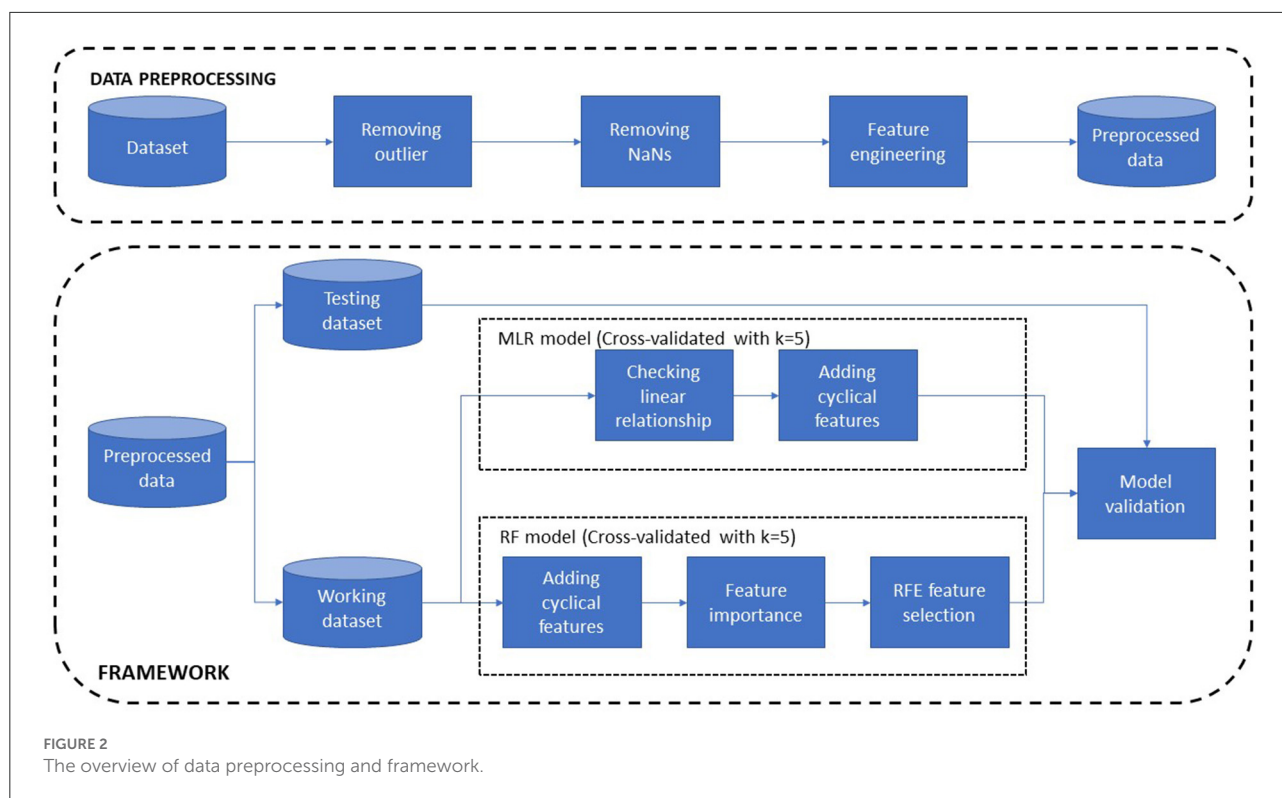 DATA PREPROCESSING
Dataset
Removing
outlier
Removing
NaNs
Feature
engineering
Preprocessed
data
Testing
dataset
MLR model (Cross-validated with k=5)
Checking
linear
relationship
Adding
cyclical
features
Preprocessed
data
Model
validation
RF model (Cross-validated with k=5)
Working
dataset
Adding
cyclical
features
Feature
importance
RFE feature
selection
FRAMEWORK
FIGURE 2
The overview of data preprocessing and framework.